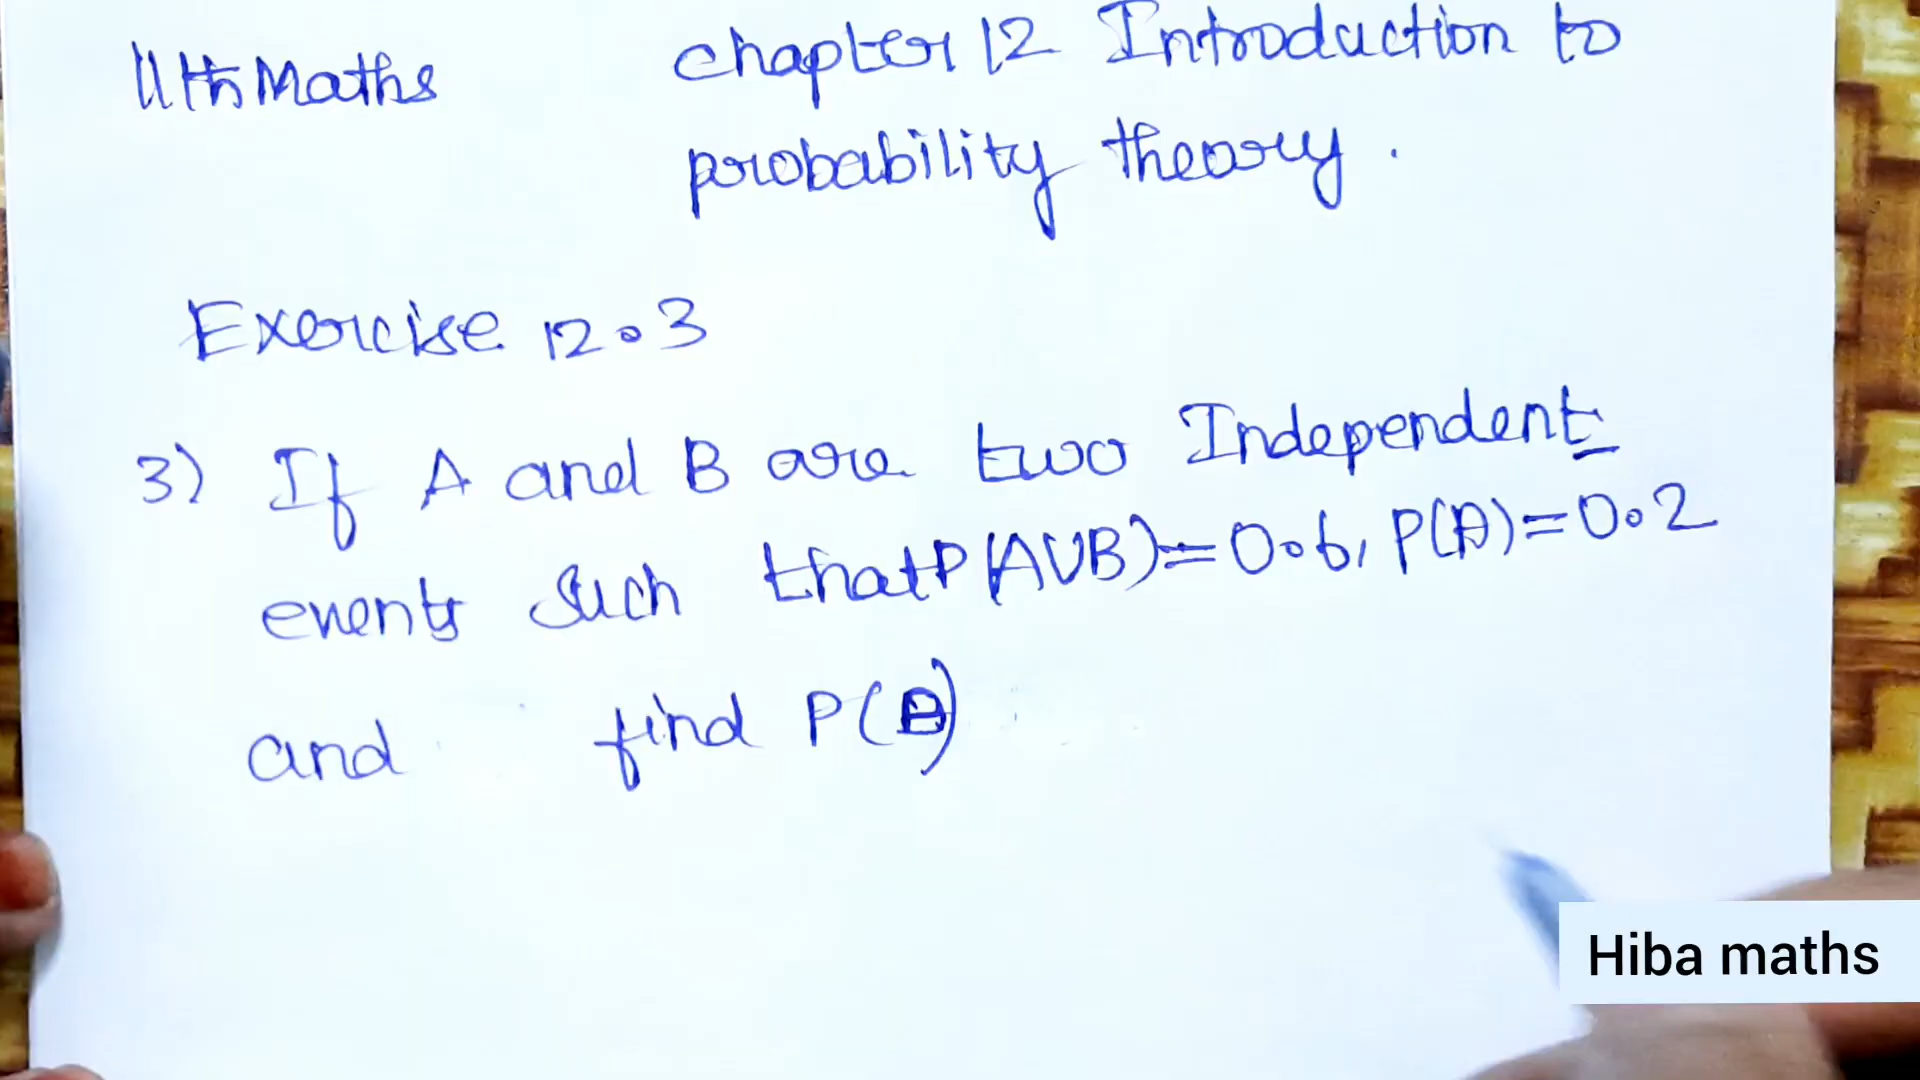 11th Maths
chapter 12 Introduction to
probability theory.
Exercise 12.3
3) If A and B are two Independent
events such that P(AUB)=0.6, P(A)=0.2
and find P(B)
Hiba maths